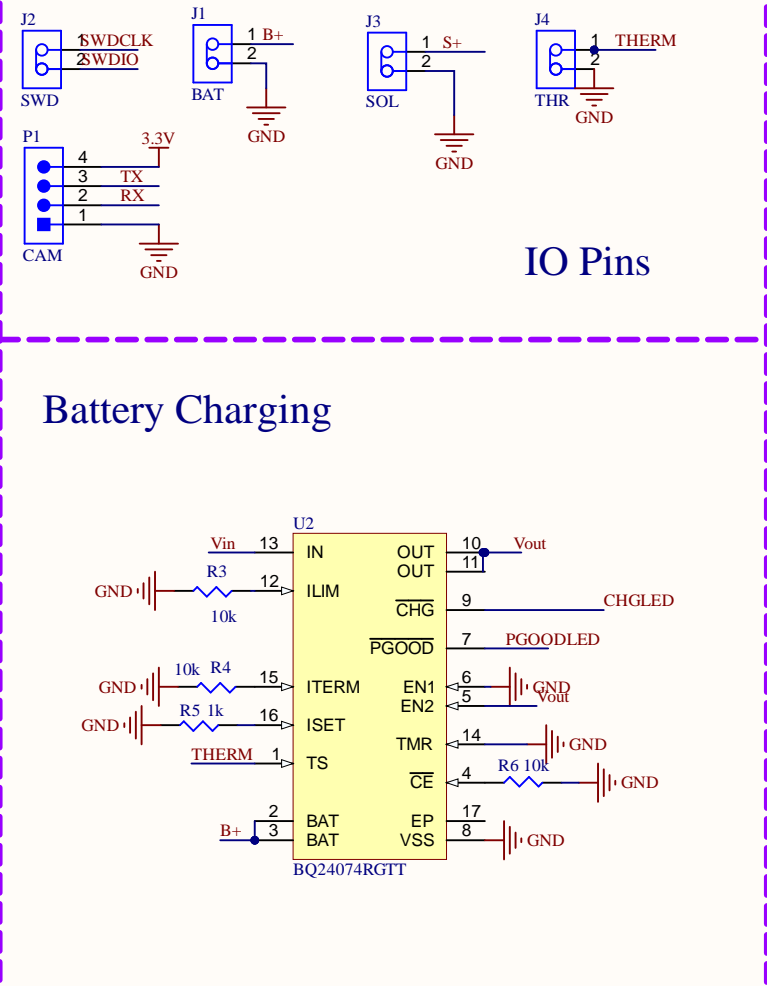 J2
1
SWDCLK
2
SWDIO
SWD
J1
1
B+
2
BAT
GND
J3
1
S+
2
SOL
GND
J4
1
THERM
2
THR
GND
P1
3.3V
4
3
TX
2
RX
1
CAM
GND
IO Pins
Battery Charging
U2
Vin
13
IN
GND
R3
10k
12
ILIM
GND
10k
R4
15
ITERM
GND
R5 1k
16
ISET
THERM
1
TS
B+
2
BAT
3
BAT
OUT
10
Vout
OUT
11
CHG
9
CHGLED
PGOOD
7
PGOODLED
EN1
6
GND
EN2
5
Vout
TMR
14
GND
CE
4
R6 10k
GND
EP
17
VSS
8
GND
BQ24074RGTT